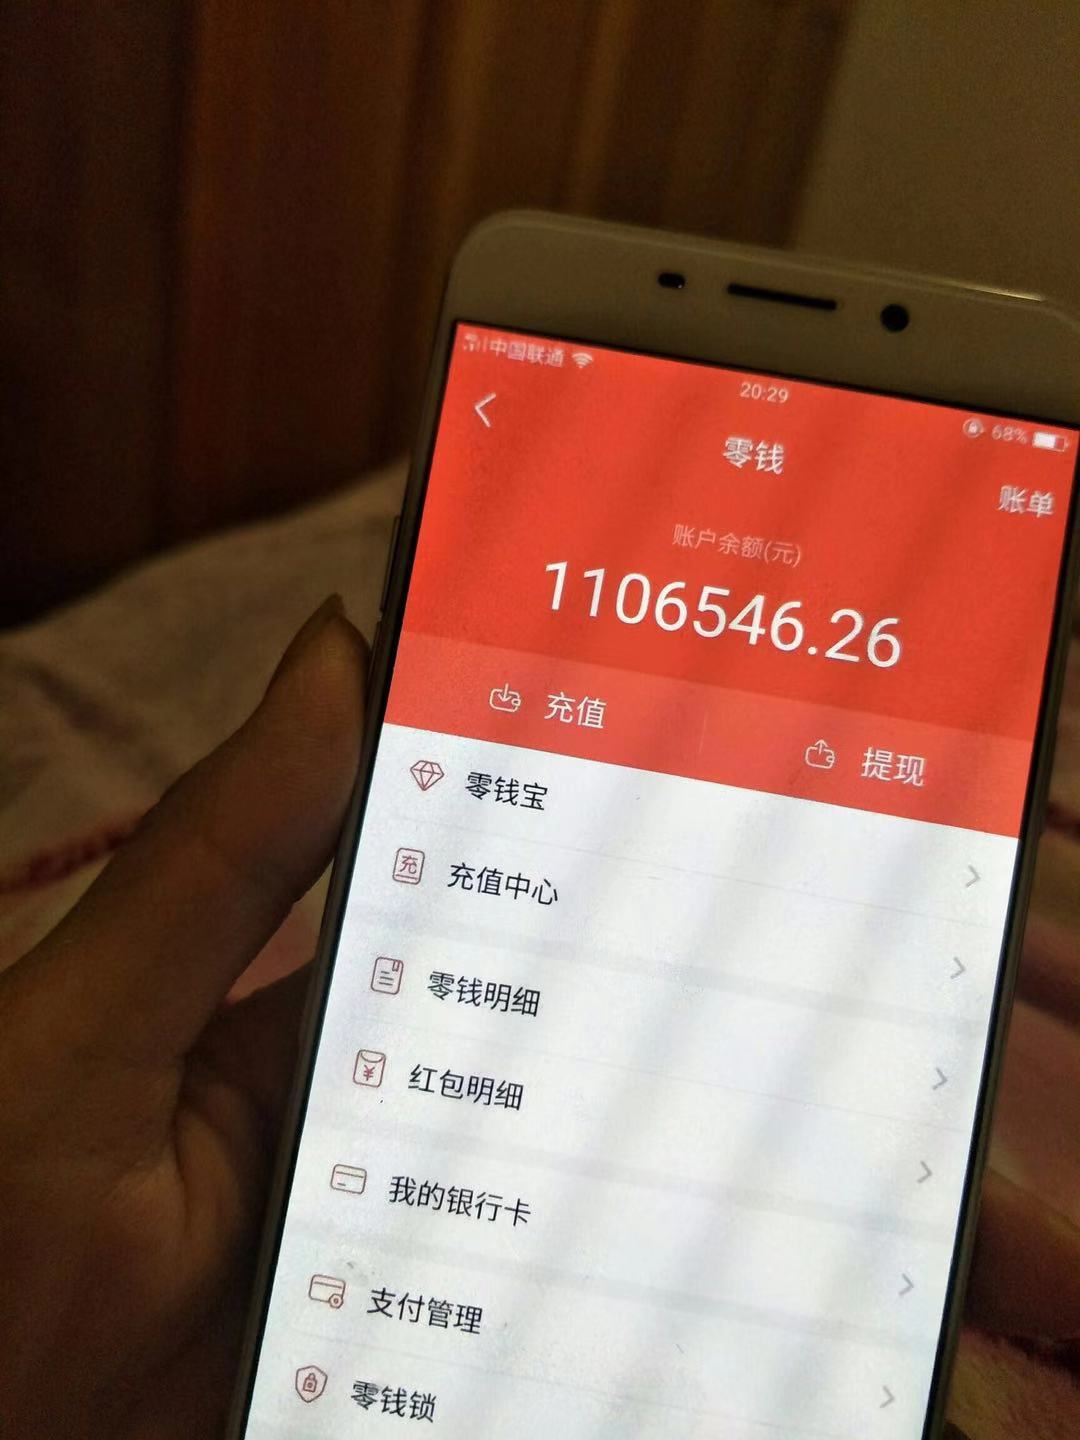 中国联通
20:29
68%
零钱
账单
账户余额(元)
1106546.26
充值
提现
零钱宝
充
充值中心
零钱明细
¥
红包明细
我的银行卡
支付管理
零钱锁